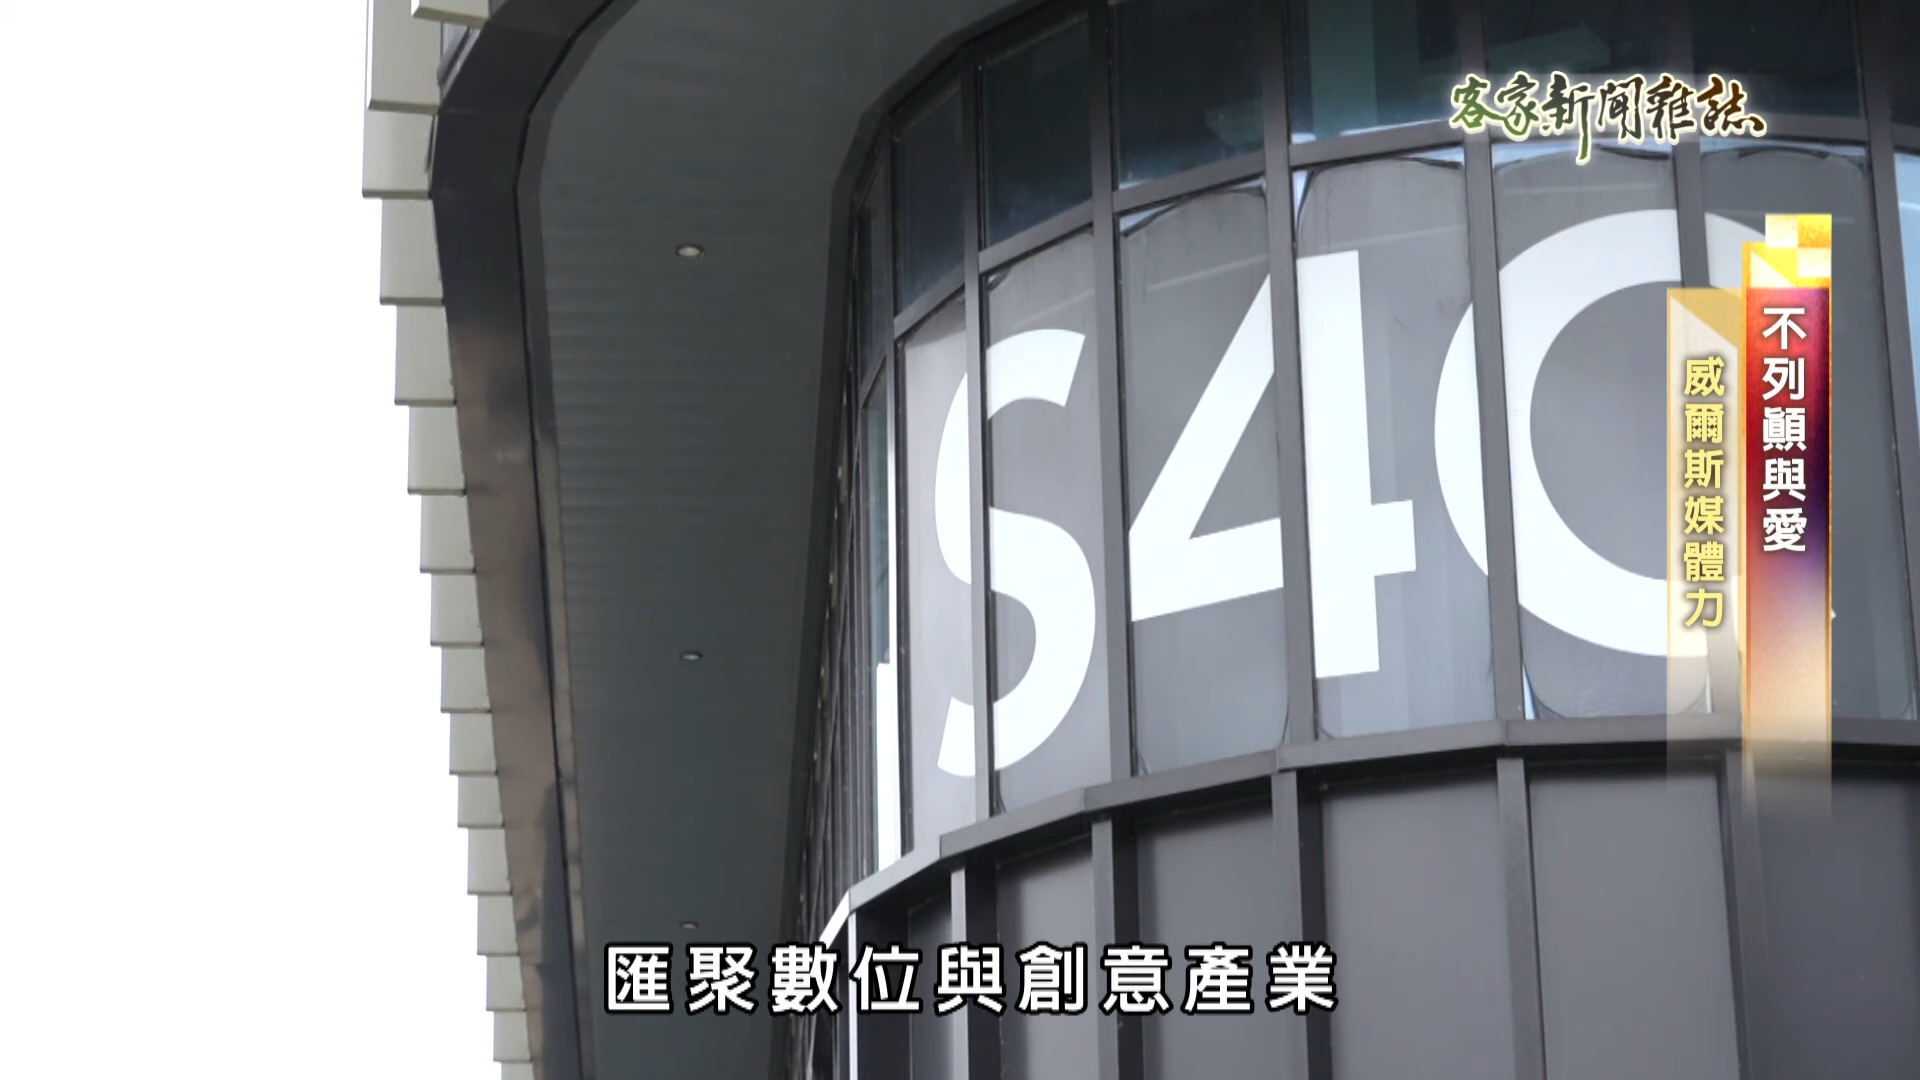 客家新聞雜誌
不列顛與愛
威爾斯媒體力
S4C
匯聚數位與創意產業